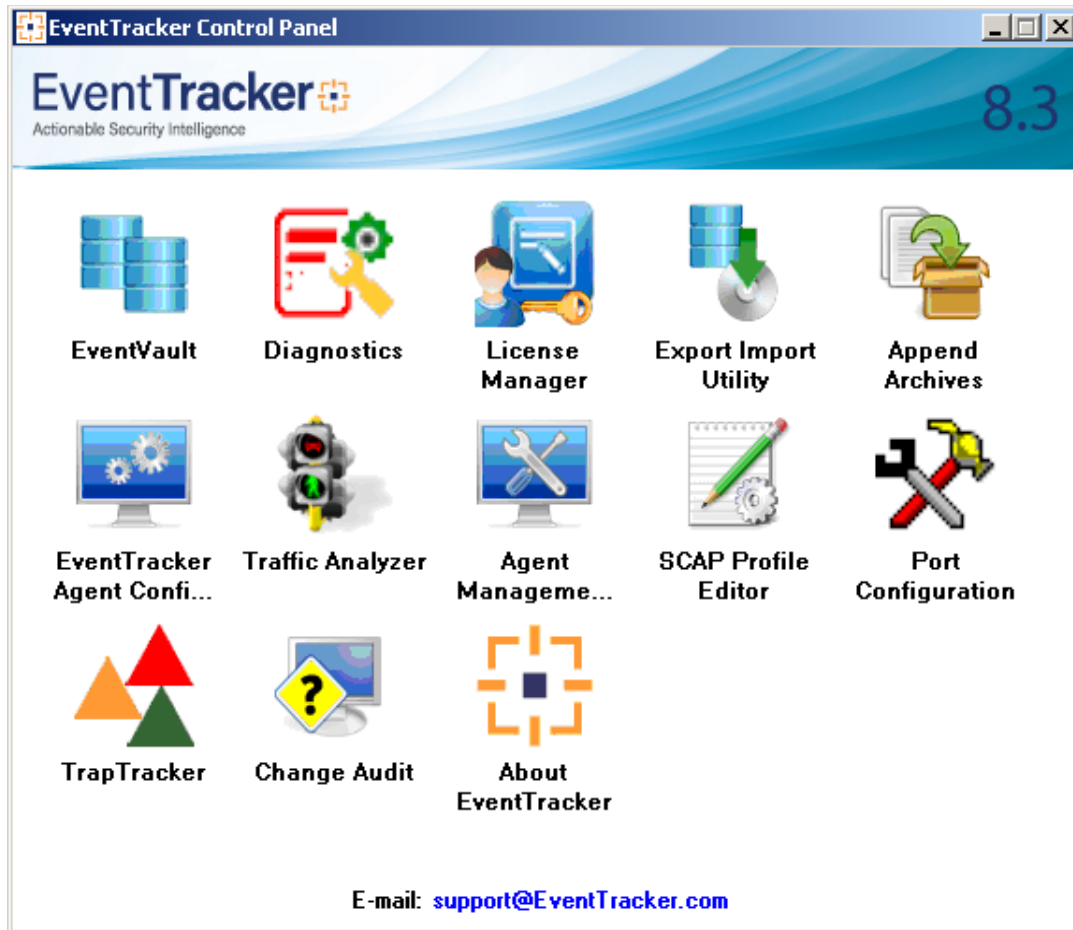 EventTracker Control Panel
EventTracker
Actionable Security Intelligence
8.3
EventVault
Diagnostics
License
Manager
Export Import
Utility
Append
Archives
EventTracker
Agent Confi...
Traffic Analyzer
Agent
Manageme...
SCAP Profile
Editor
Port
Configuration
TrapTracker
Change Audit
About
EventTracker
E-mail: support@EventTracker.com